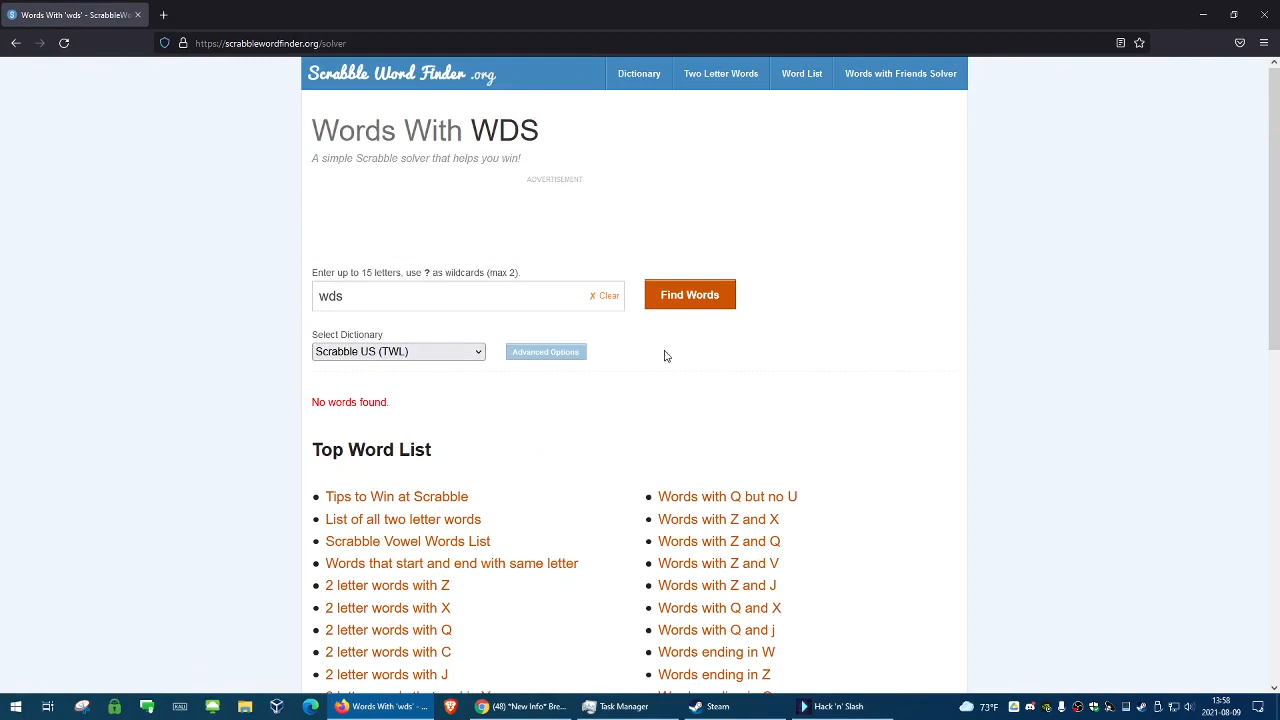 Words With 'wds' - ScrabbleWo
https://scrabblewordfinder.org/solver
Scrabble Word Finder .org
Dictionary
Two Letter Words
Word List
Words with Friends Solver
Words With WDS
A simple Scrabble solver that helps you win!
ADVERTISEMENT
Enter up to 15 letters, use ? as wildcards (max 2).
wds
✗ Clear
Find Words
Select Dictionary
Scrabble US (TWL)
Advanced Options
No words found.
Top Word List
Tips to Win at Scrabble
List of all two letter words
Scrabble Vowel Words List
Words that start and end with same letter
2 letter words with Z
2 letter words with X
2 letter words with Q
2 letter words with C
2 letter words with J
Words with Q but no U
Words with Z and X
Words with Z and Q
Words with Z and V
Words with Z and J
Words with Q and X
Words with Q and j
Words ending in W
Words ending in Z
Words With 'wds' - ...
(48) *New Info* Bre...
Task Manager
Steam
Hack 'n' Slash
73°F
13:58
2021-08-09